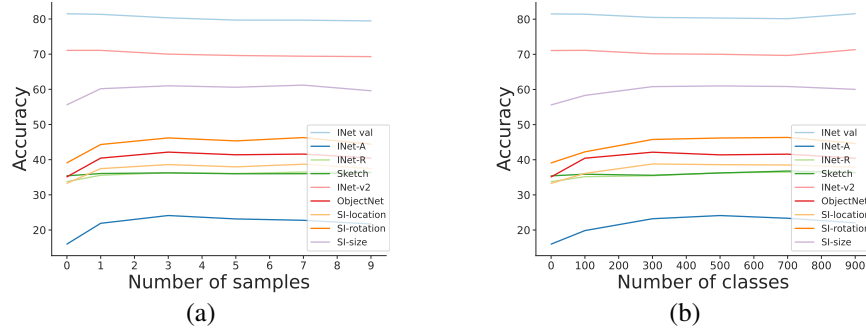 80
70
60
50
40
30
20
Accuracy
0 1 2 3 4 5 6 7 8 9
Number of samples
INet val
INet-A
INet-R
Sketch
INet-v2
ObjectNet
SI-location
SI-rotation
SI-size
(a)
80
70
60
50
40
30
20
Accuracy
0 100 200 300 400 500 600 700 800 900
Number of classes
INet val
INet-A
INet-R
Sketch
INet-v2
ObjectNet
SI-location
SI-rotation
SI-size
(b)